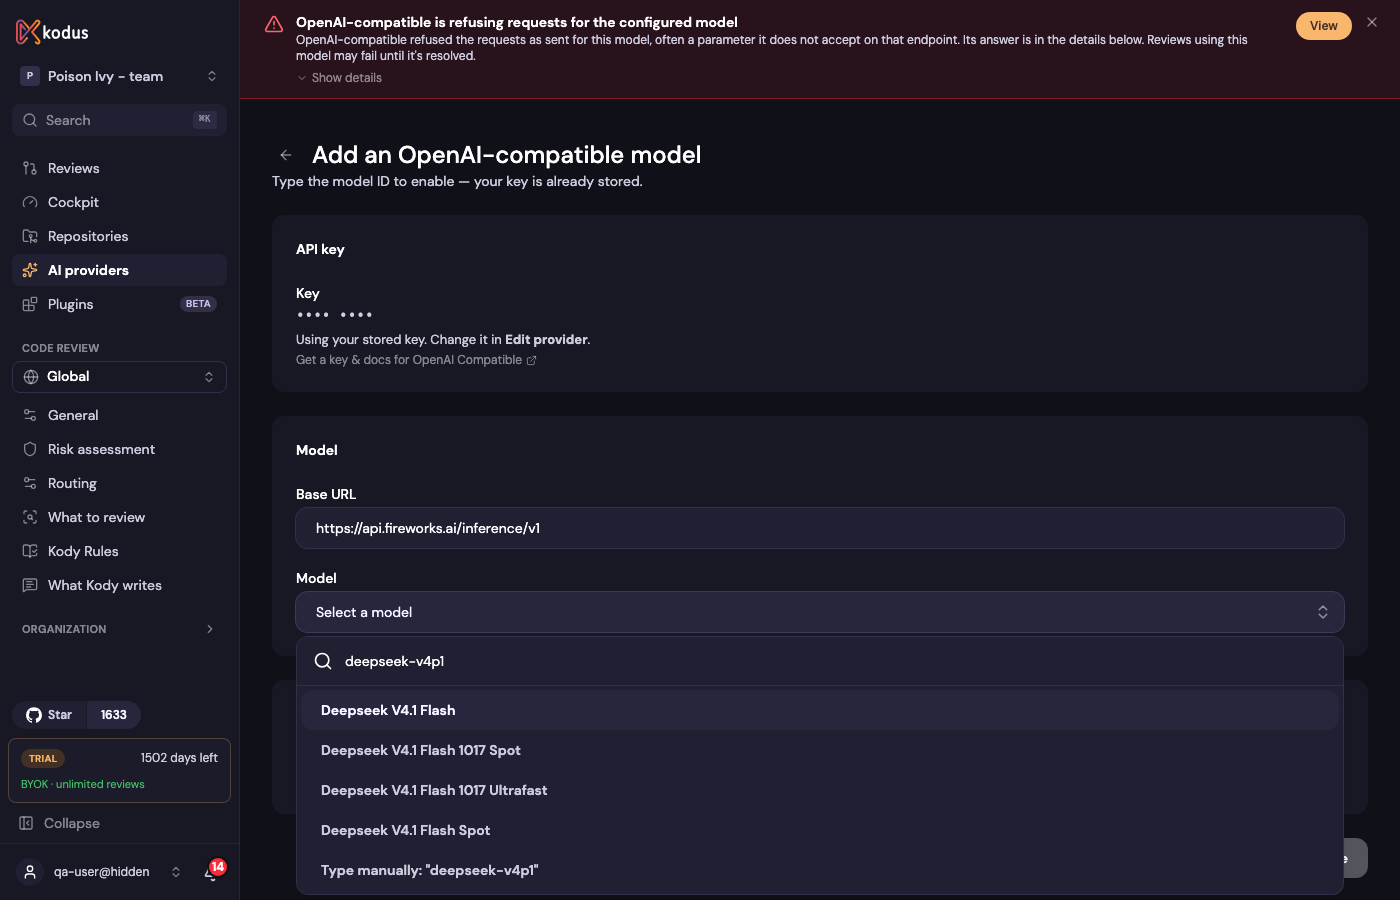 kodus
P Poison Ivy - team
Search ⌘K
Reviews
Cockpit
Repositories
AI providers
Plugins BETA
CODE REVIEW
Global
General
Risk assessment
Routing
What to review
Kody Rules
What Kody writes
ORGANIZATION
Star 1633
TRIAL 1502 days left
BYOK · unlimited reviews
Collapse
qa-user@hidden 14
OpenAI-compatible is refusing requests for the configured model
OpenAI-compatible refused the requests as sent for this model, often a parameter it does not accept on that endpoint. Its answer is in the details below. Reviews using this
model may fail until it's resolved.
Show details
View
Add an OpenAI-compatible model
Type the model ID to enable — your key is already stored.
API key
Key
•••• ••••
Using your stored key. Change it in Edit provider.
Get a key & docs for OpenAI Compatible
Model
Base URL
https://api.fireworks.ai/inference/v1
Model
Select a model
deepseek-v4p1
Deepseek V4.1 Flash
Deepseek V4.1 Flash 1017 Spot
Deepseek V4.1 Flash 1017 Ultrafast
Deepseek V4.1 Flash Spot
Type manually: "deepseek-v4p1"